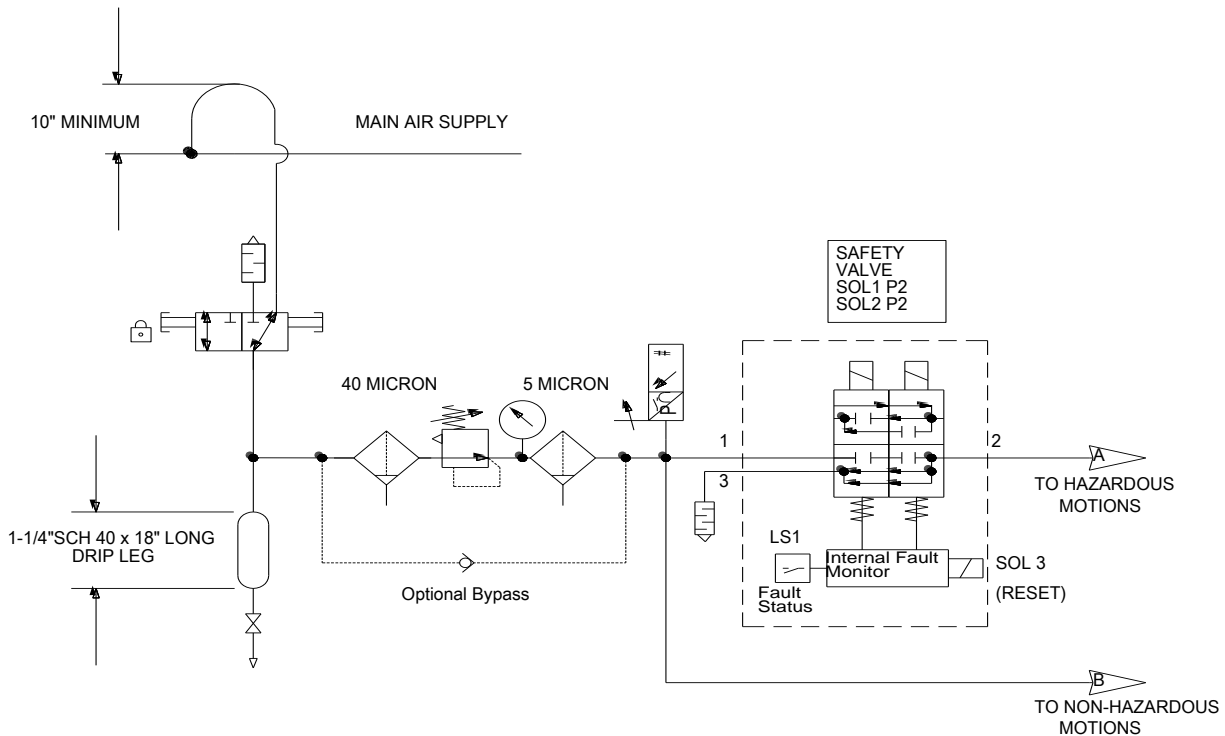 10" MINIMUM
MAIN AIR SUPPLY
SAFETY
VALVE
SOL1 P2
SOL2 P2
40 MICRON
5 MICRON
P
1
2
3
A
TO HAZARDOUS
MOTIONS
1-1/4"SCH 40 x 18" LONG
DRIP LEG
LS1
Internal Fault
Monitor
SOL 3
(RESET)
Fault
Status
Optional Bypass
B
TO NON-HAZARDOUS
MOTIONS